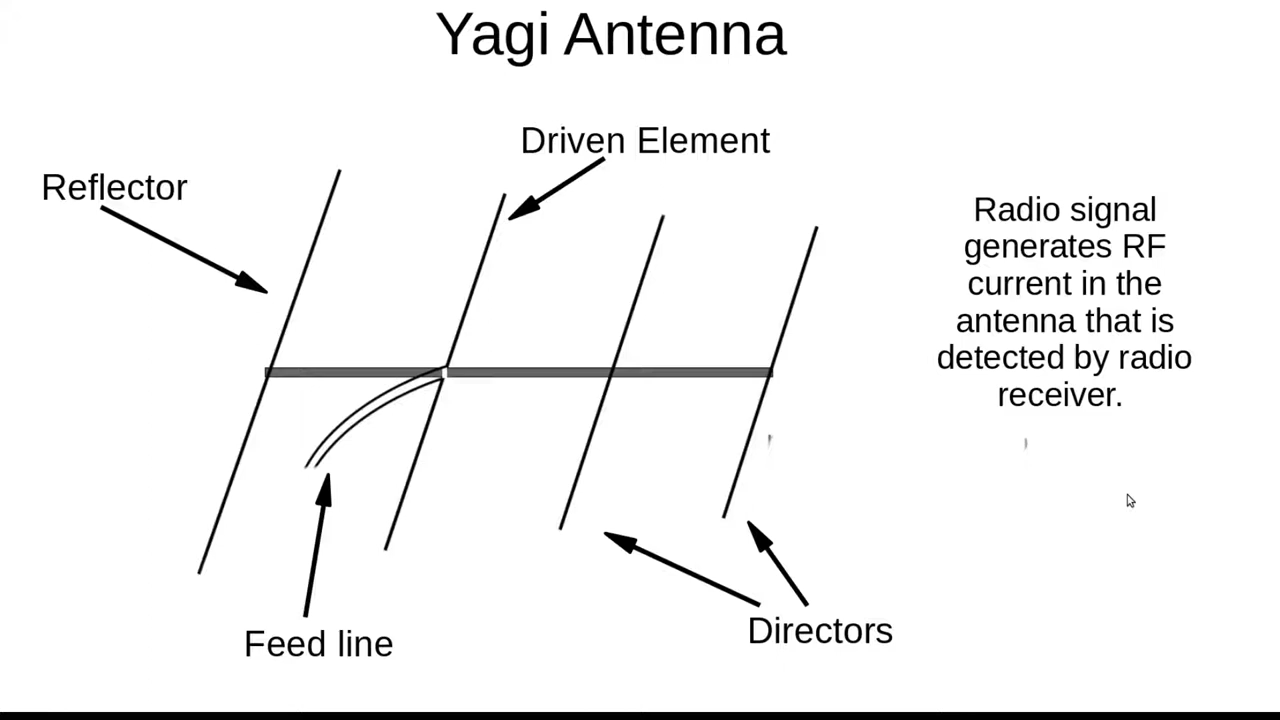 Yagi Antenna
Driven Element
Reflector
Radio signal
generates RF
current in the
antenna that is
detected by radio
receiver.
Feed line
Directors